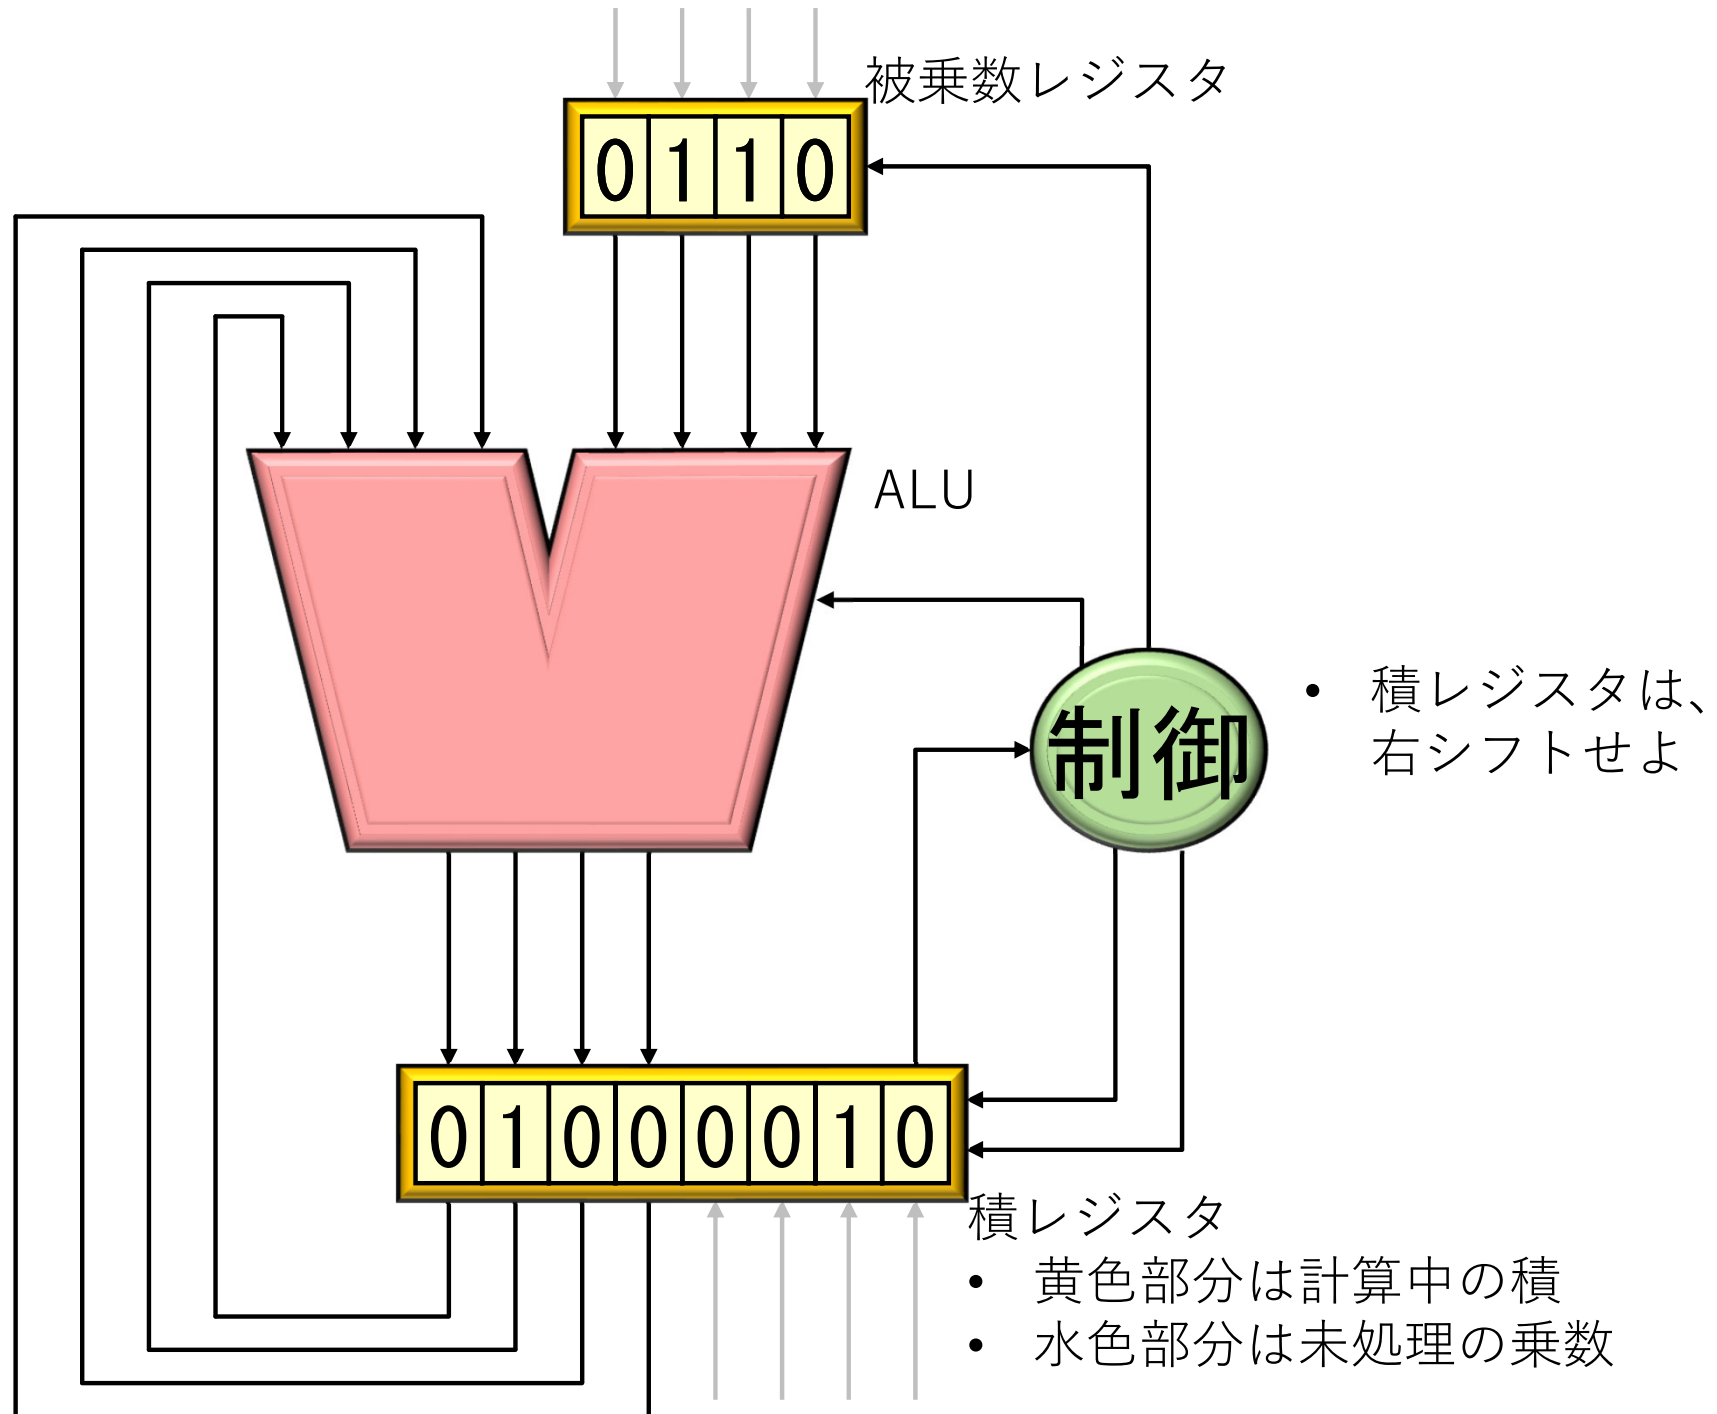 被乗数レジスタ
0110
ALU
制御
• 積レジスタは、
右シフトせよ
01000010
積レジスタ
• 黄色部分は計算中の積
• 水色部分は未処理の乗数